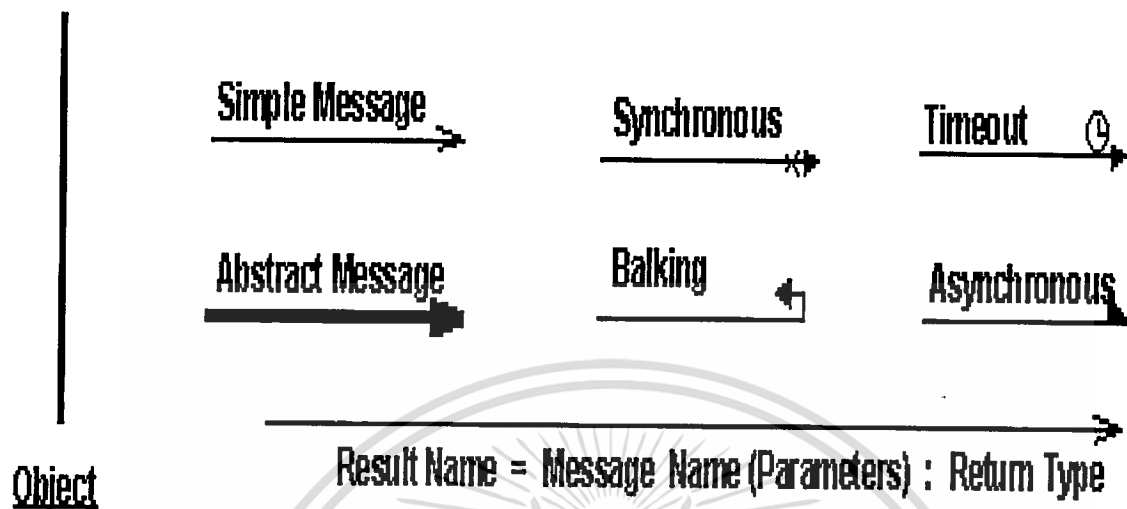 Simple Message
Synchronous
Timeout
Abstract Message
Balking
Asynchronous
Result Name = Message Name (Parameters) : Return Type
Object